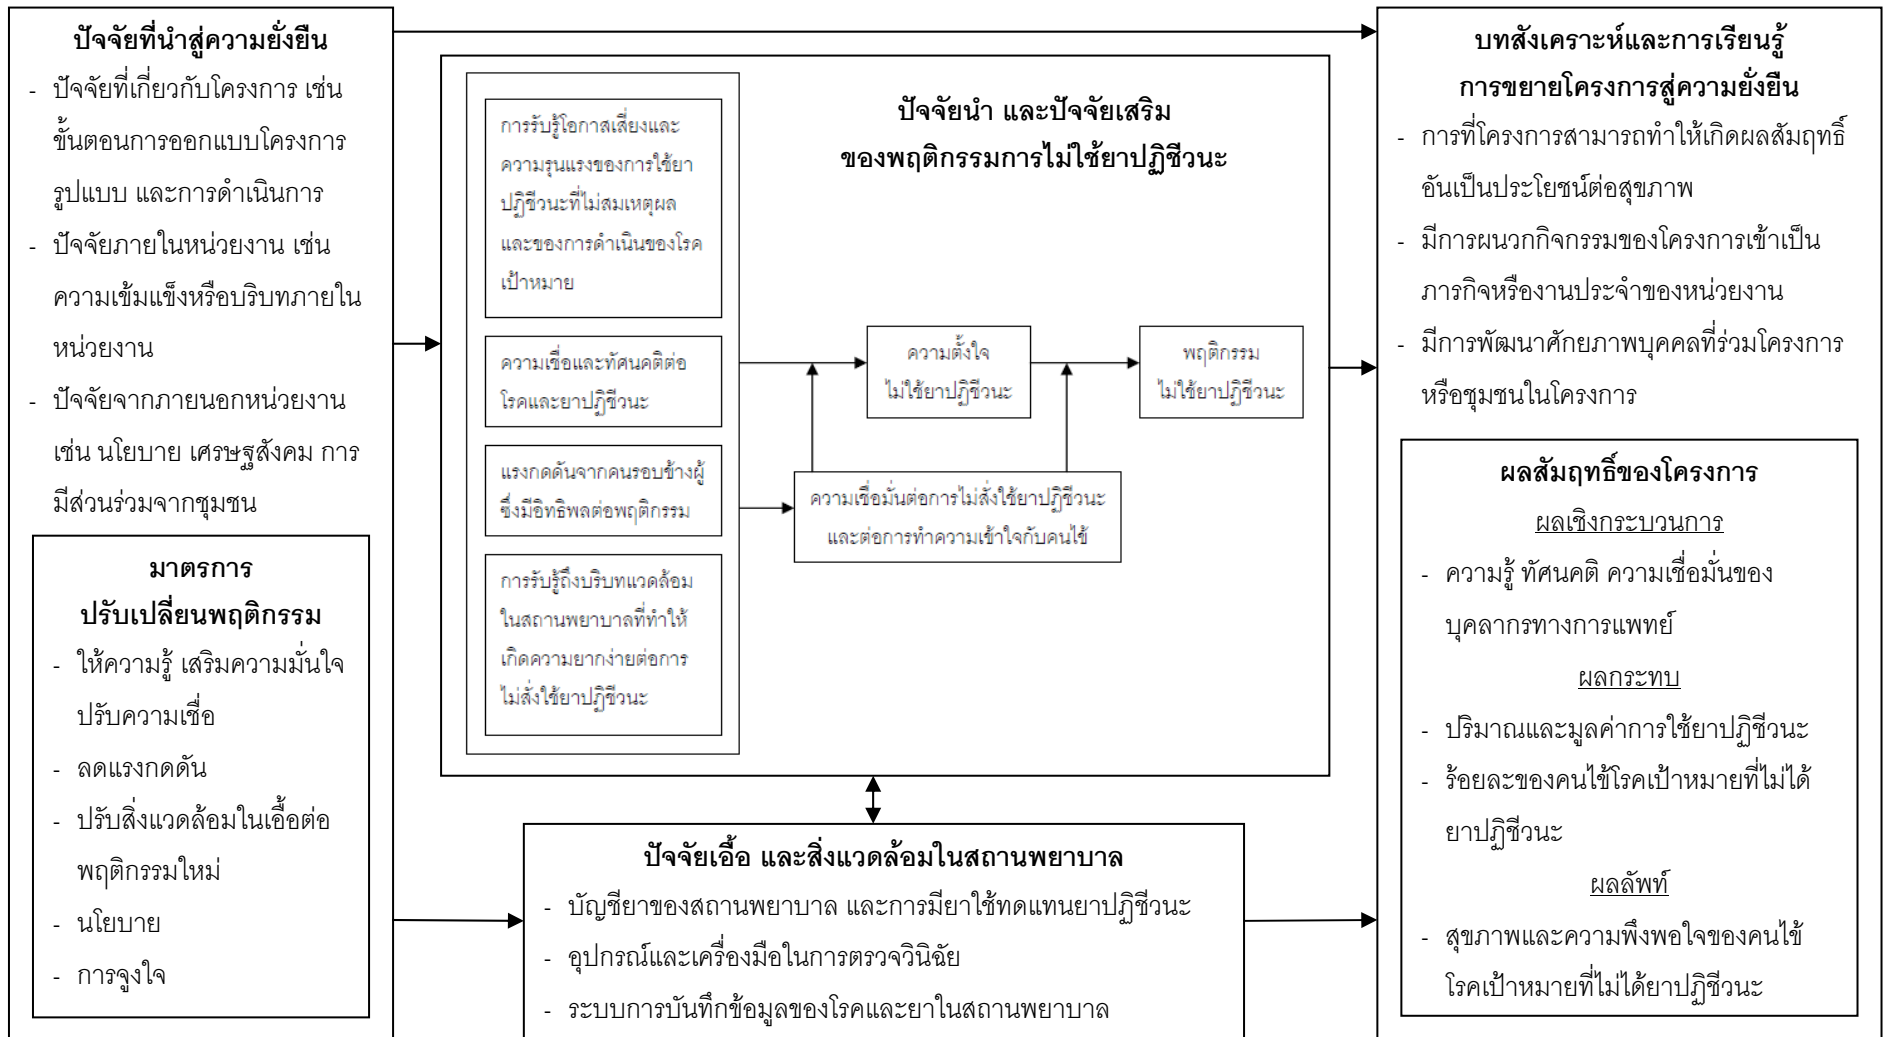 ปัจจัยที่นำสู่ความยั่งยืน
- ปัจจัยที่เกี่ยวกับโครงการ เช่น
ขั้นตอนการออกแบบโครงการ
รูปแบบ และการดำเนินการ
- ปัจจัยภายในหน่วยงาน เช่น
ความเข้มแข็งหรือบริบทภายใน
หน่วยงาน
- ปัจจัยจากภายนอกหน่วยงาน
เช่น นโยบาย เศรษฐสังคม การ
มีส่วนร่วมจากชุมชน
มาตรการ
ปรับเปลี่ยนพฤติกรรม
- ให้ความรู้ เสริมความมั่นใจ
ปรับความเชื่อ
- ลดแรงกดดัน
- ปรับสิ่งแวดล้อมในเอื้อต่อ
พฤติกรรมใหม่
- นโยบาย
- การจูงใจ
ปัจจัยนำ และปัจจัยเสริม
ของพฤติกรรมการไม่ใช้ยาปฏิชีวนะ
การรับรู้โอกาสเสี่ยงและ
ความรุนแรงของการใช้ยา
ปฏิชีวนะที่ไม่สมเหตุผล
และของการดำเนินของโรค
เป้าหมาย
ความเชื่อและทัศนคติต่อ
โรคและยาปฏิชีวนะ
แรงกดดันจากคนรอบข้างผู้
ซึ่งมีอิทธิพลต่อพฤติกรรม
การรับรู้ถึงบริบทแวดล้อม
ในสถานพยาบาลที่ทำให้
เกิดความยากง่ายต่อการ
ไม่สั่งใช้ยาปฏิชีวนะ
ความตั้งใจ
ไม่ใช้ยาปฏิชีวนะ
พฤติกรรม
ไม่ใช้ยาปฏิชีวนะ
ความเชื่อมั่นต่อการไม่สั่งใช้ยาปฏิชีวนะ
และต่อการทำความเข้าใจกับคนไข้
ปัจจัยเอื้อ และสิ่งแวดล้อมในสถานพยาบาล
- บัญชียาของสถานพยาบาล และการมียาใช้ทดแทนยาปฏิชีวนะ
- อุปกรณ์และเครื่องมือในการตรวจวินิจฉัย
- ระบบการบันทึกข้อมูลของโรคและยาในสถานพยาบาล
บทสังเคราะห์และการเรียนรู้
การขยายโครงการสู่ความยั่งยืน
- การที่โครงการสามารถทำให้เกิดผลสัมฤทธิ์
อันเป็นประโยชน์ต่อสุขภาพ
- มีการผนวกกิจกรรมของโครงการเข้าเป็น
ภารกิจหรืองานประจำของหน่วยงาน
- มีการพัฒนาศักยภาพบุคคลที่ร่วมโครงการ
หรือชุมชนในโครงการ
ผลสัมฤทธิ์ของโครงการ
ผลเชิงกระบวนการ
- ความรู้ ทัศนคติ ความเชื่อมั่นของ
บุคลากรทางการแพทย์
ผลกระทบ
- ปริมาณและมูลค่าการใช้ยาปฏิชีวนะ
- ร้อยละของคนไข้โรคเป้าหมายที่ไม่ได้
ยาปฏิชีวนะ
ผลลัพท์
- สุขภาพและความพึงพอใจของคนไข้
โรคเป้าหมายที่ไม่ได้ยาปฏิชีวนะ